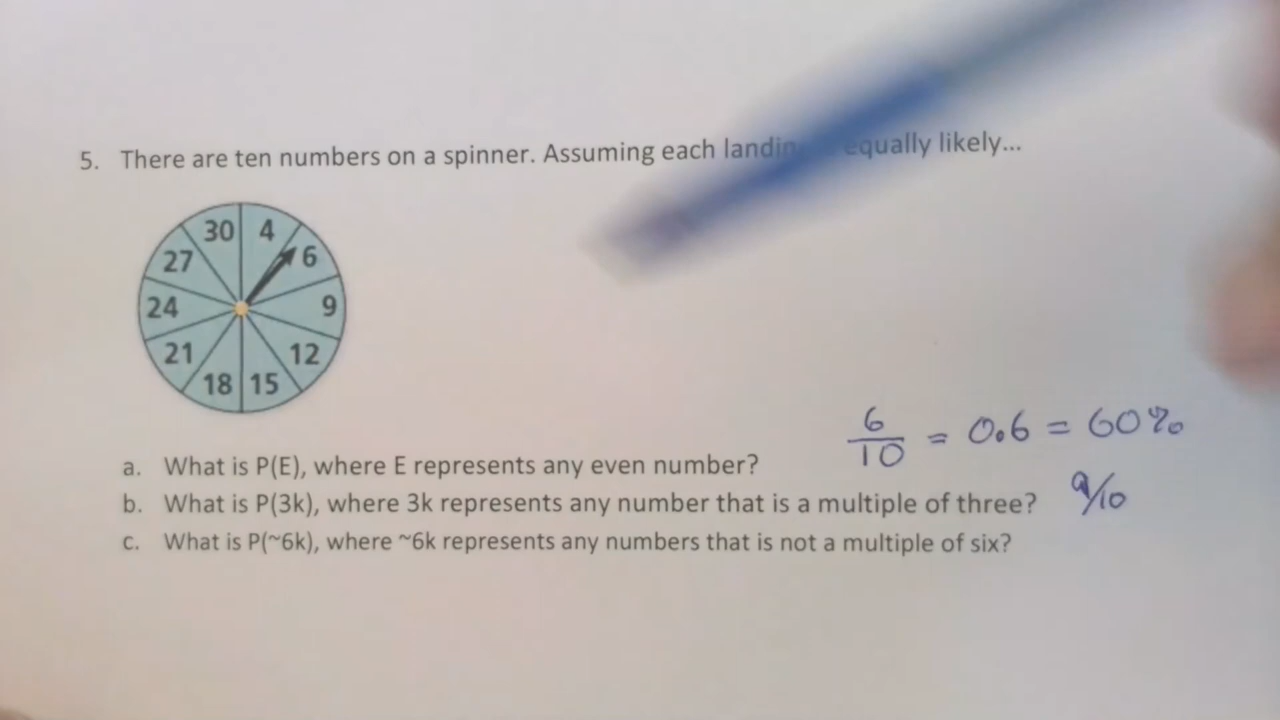 5. There are ten numbers on a spinner. Assuming each equally likely...
30 4
27 6
24 9
21 12
18 15
6/10 = 0.6 = 60%
a. What is P(E), where E represents any even number?
b. What is P(3k), where 3k represents any number that is a multiple of three? 9/10
c. What is P(~6k), where ~6k represents any numbers that is not a multiple of six?